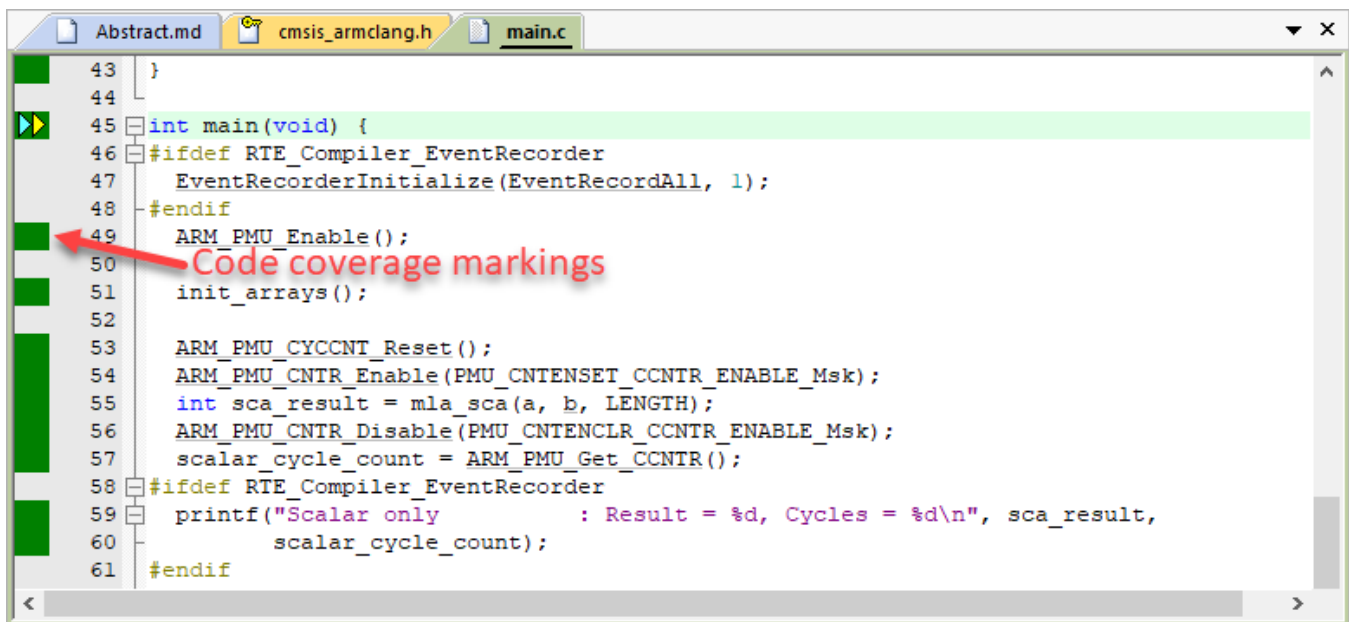 Abstract.md cmsis_armclang.h main.c
43 }
44
45 int main(void) {
46 #ifdef RTE_Compiler_EventRecorder
47 EventRecorderInitialize(EventRecordAll, 1);
48 #endif
49 ARM_PMU_Enable();
50 Code coverage markings
51 init_arrays();
52
53 ARM_PMU_CYCCNT_Reset();
54 ARM_PMU_CNTR_Enable(PMU_CNTENSET_CCNTR_ENABLE_Msk);
55 int sca_result = mla_sca(a, b, LENGTH);
56 ARM_PMU_CNTR_Disable(PMU_CNTENCLR_CCNTR_ENABLE_Msk);
57 scalar_cycle_count = ARM_PMU_Get_CCNTR();
58 #ifdef RTE_Compiler_EventRecorder
59 printf("Scalar only : Result = %d, Cycles = %d\n", sca_result,
60 scalar_cycle_count);
61 #endif